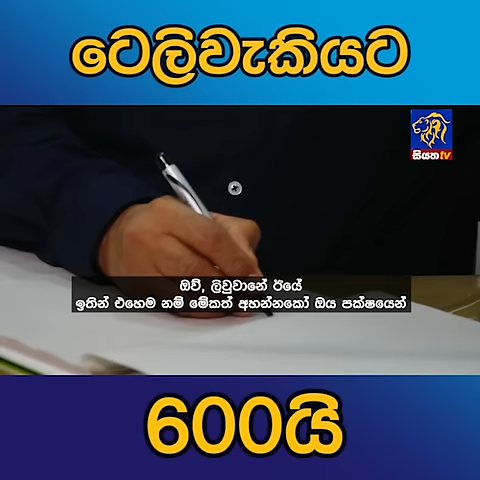 ටෙලිවැකියට
සියත tv
ඔව්, ලිව්වානේ ඊයේ
ඉතින් එහෙම නම් මේකත් අහන්නකෝ ඔය පක්ෂයෙන්
600යි